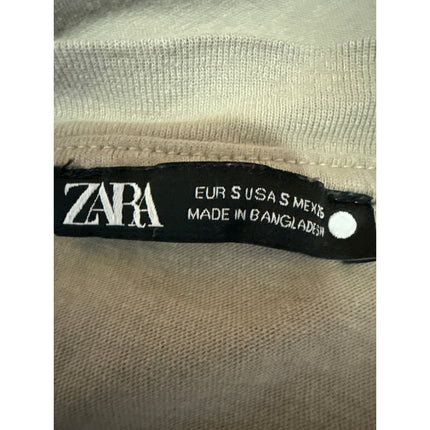 ZARA
EUR S USA S MEX 26
MADE IN BANGLADESH